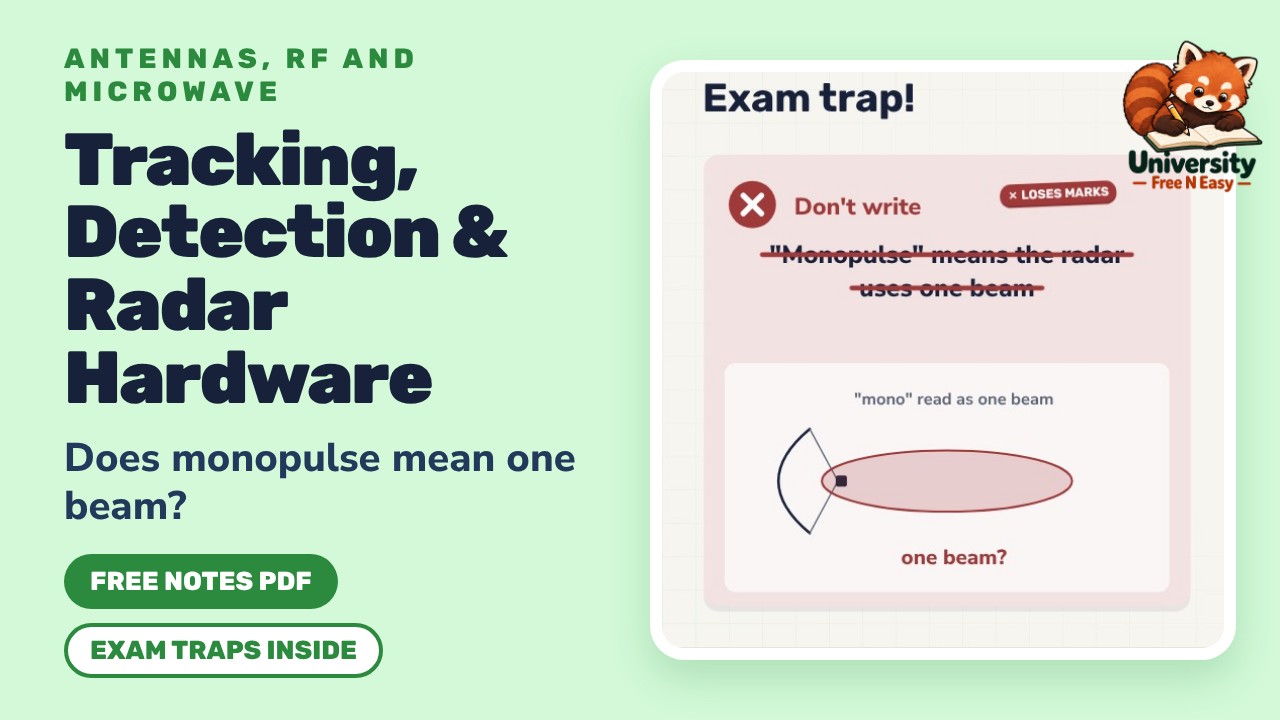 ANTENNAS, RF AND
MICROWAVE
Tracking,
Detection &
Radar
Hardware
Does monopulse mean one
beam?
FREE NOTES PDF
EXAM TRAPS INSIDE
Exam trap!
Don't write
× LOSES MARKS
"Monopulse" means the radar
uses one beam
"mono" read as one beam
one beam?
University
Free N Easy